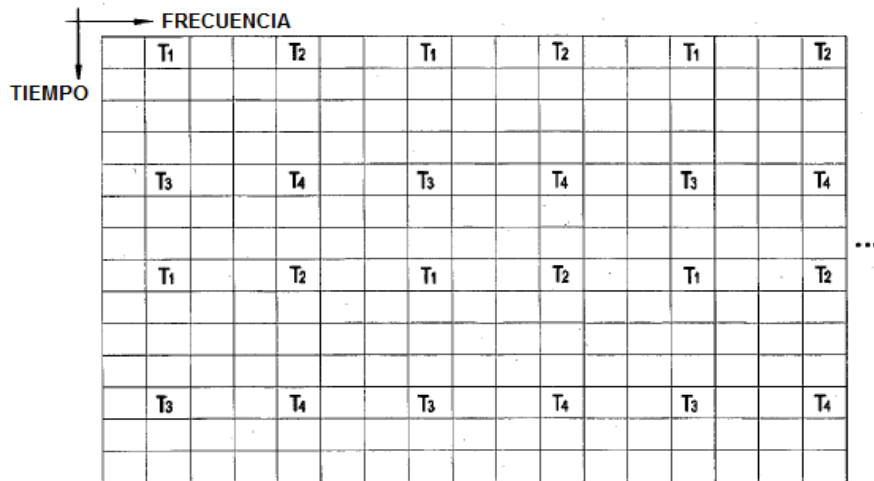 FRECUENCIA
TIEMPO
T1 T2 T1 T2 T1 T2
T3 T4 T3 T4 T3 T4
...
T1 T2 T1 T2 T1 T2
T3 T4 T3 T4 T3 T4